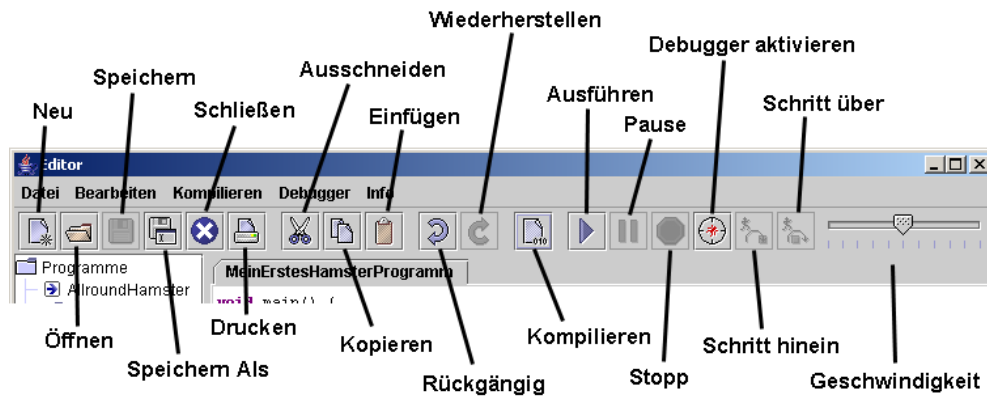 Wiederherstellen
Debugger aktivieren
Speichern
Ausschneiden
Ausführen
Schritt über
Neu
Schließen
Einfügen
Pause
Editor
Datei Bearbeiten Kompilieren Debugger Info
010
Programme
MeinErstesHamsterProgramm
AllroundHamster
void main() {
Öffnen
Drucken
Kopieren
Kompilieren
Schritt hinein
Speichern Als
Rückgängig
Stopp
Geschwindigkeit